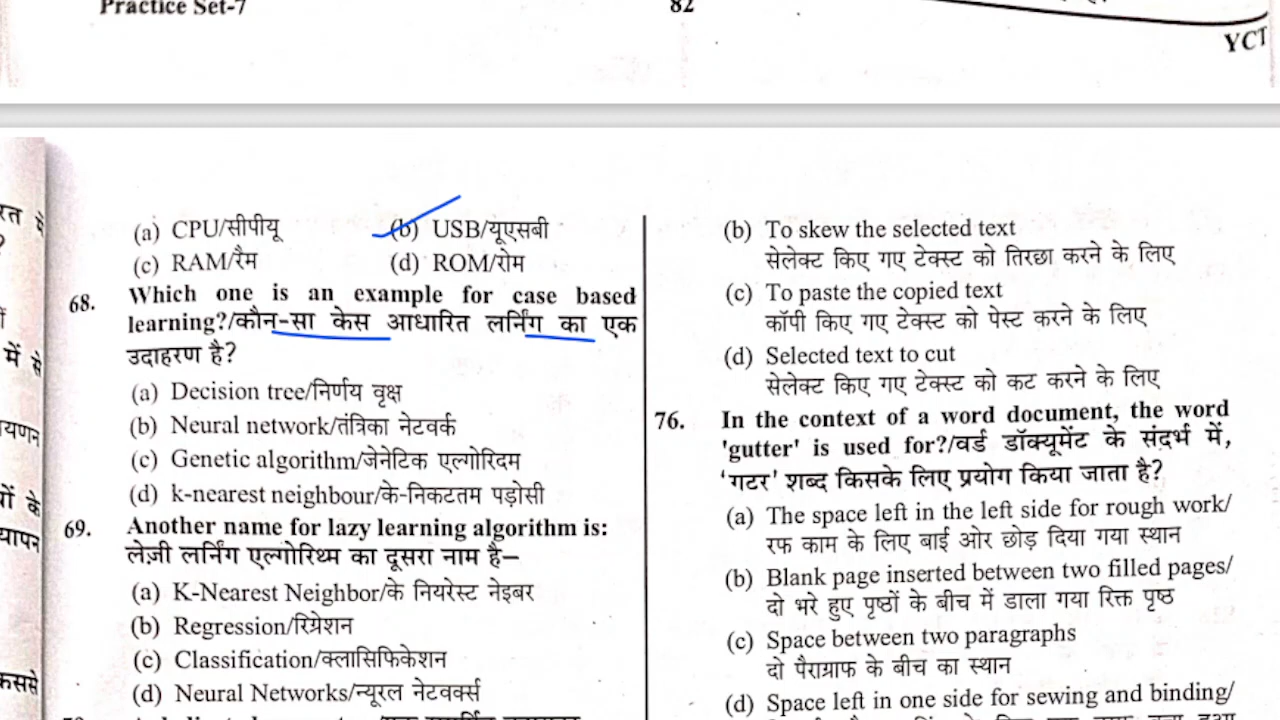 Practice Set-7
82
YCT
(a) CPU/सीपीयू (b) USB/यूएसबी
(c) RAM/रैम (d) ROM/रोम
68. Which one is an example for case based
learning?/कौन-सा केस आधारित लर्निंग का एक
उदाहरण है?
(a) Decision tree/निर्णय वृक्ष
(b) Neural network/तंत्रिका नेटवर्क
(c) Genetic algorithm/जेनेटिक एल्गोरिदम
(d) k-nearest neighbour/के-निकटतम पड़ोसी
69. Another name for lazy learning algorithm is:
लेज़ी लर्निंग एल्गोरिथ्म का दूसरा नाम है–
(a) K-Nearest Neighbor/के नियरेस्ट नेइबर
(b) Regression/रिग्रेशन
(c) Classification/क्लासिफिकेशन
(d) Neural Networks/न्यूरल नेटवर्क्स
(b) To skew the selected text
सेलेक्ट किए गए टेक्स्ट को तिरछा करने के लिए
(c) To paste the copied text
कॉपी किए गए टेक्स्ट को पेस्ट करने के लिए
(d) Selected text to cut
सेलेक्ट किए गए टेक्स्ट को कट करने के लिए
76. In the context of a word document, the word
'gutter' is used for?/वर्ड डॉक्यूमेंट के संदर्भ में,
'गटर' शब्द किसके लिए प्रयोग किया जाता है?
(a) The space left in the left side for rough work/
रफ काम के लिए बाईं ओर छोड़ दिया गया स्थान
(b) Blank page inserted between two filled pages/
दो भरे हुए पृष्ठों के बीच में डाला गया रिक्त पृष्ठ
(c) Space between two paragraphs
दो पैराग्राफ के बीच का स्थान
(d) Space left in one side for sewing and binding/